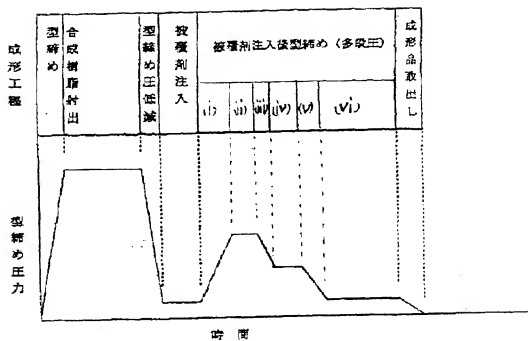 成形工程
型締め
合成樹脂射出
型締め圧低減
被覆剤注入
被覆剤注入後型締め（多段圧）
(i) (ii) (iii) (iv) (v) (vi)
成形品取出し
型締め圧力
時間